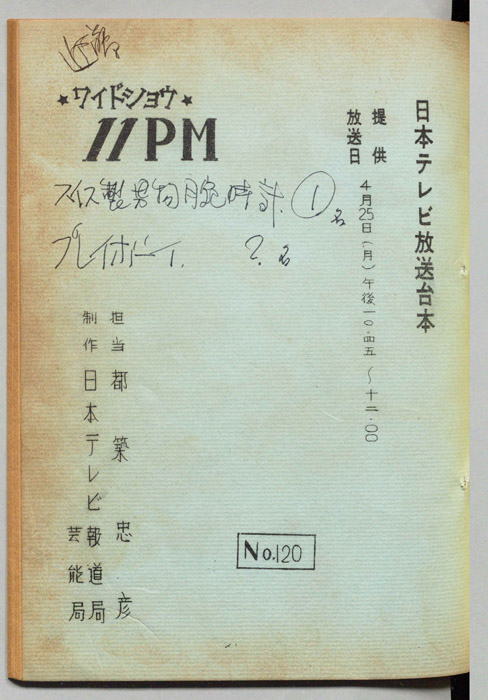 日本テレビ放送台本
提供
放送日 4月25日(月)午後一〇.四五〜十二.〇〇
★ワイドショウ★
11PM
スイス製男物腕時計 ①名
プレイボーイ. 2.名
担当 都築忠彦
制作 日本テレビ 報道局
芸能局
No.120